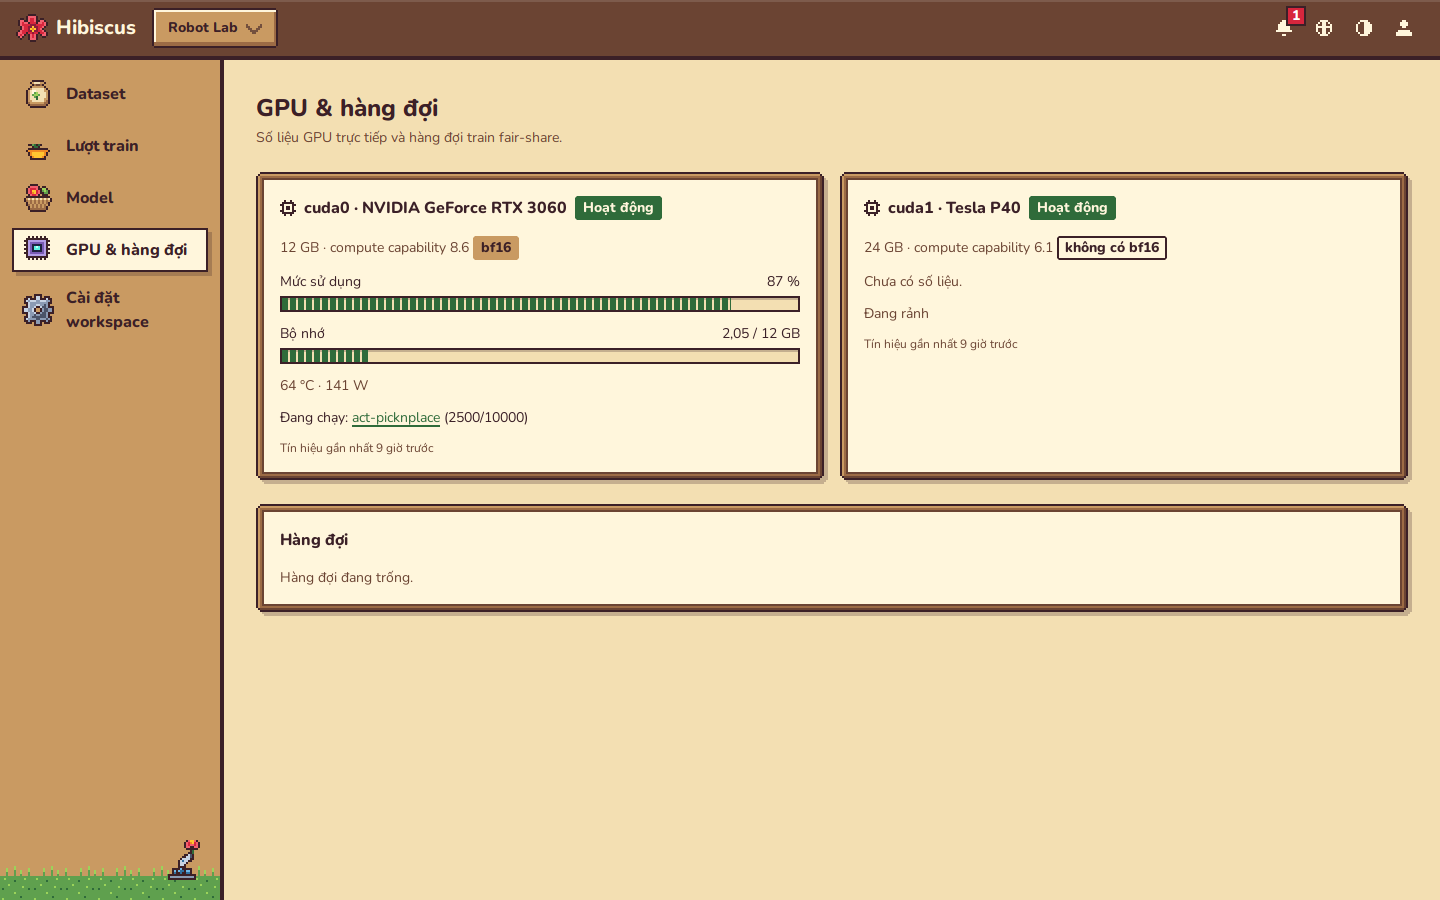 Hibiscus
Robot Lab
1
Dataset
Lượt train
Model
GPU & hàng đợi
Cài đặt
workspace
GPU & hàng đợi
Số liệu GPU trực tiếp và hàng đợi train fair-share.
cuda0 · NVIDIA GeForce RTX 3060 Hoạt động
12 GB · compute capability 8.6 bf16
Mức sử dụng 87 %
Bộ nhớ 2,05 / 12 GB
64 °C · 141 W
Đang chạy: act-picknplace (2500/10000)
Tín hiệu gần nhất 9 giờ trước
cuda1 · Tesla P40 Hoạt động
24 GB · compute capability 6.1 không có bf16
Chưa có số liệu.
Đang rảnh
Tín hiệu gần nhất 9 giờ trước
Hàng đợi
Hàng đợi đang trống.